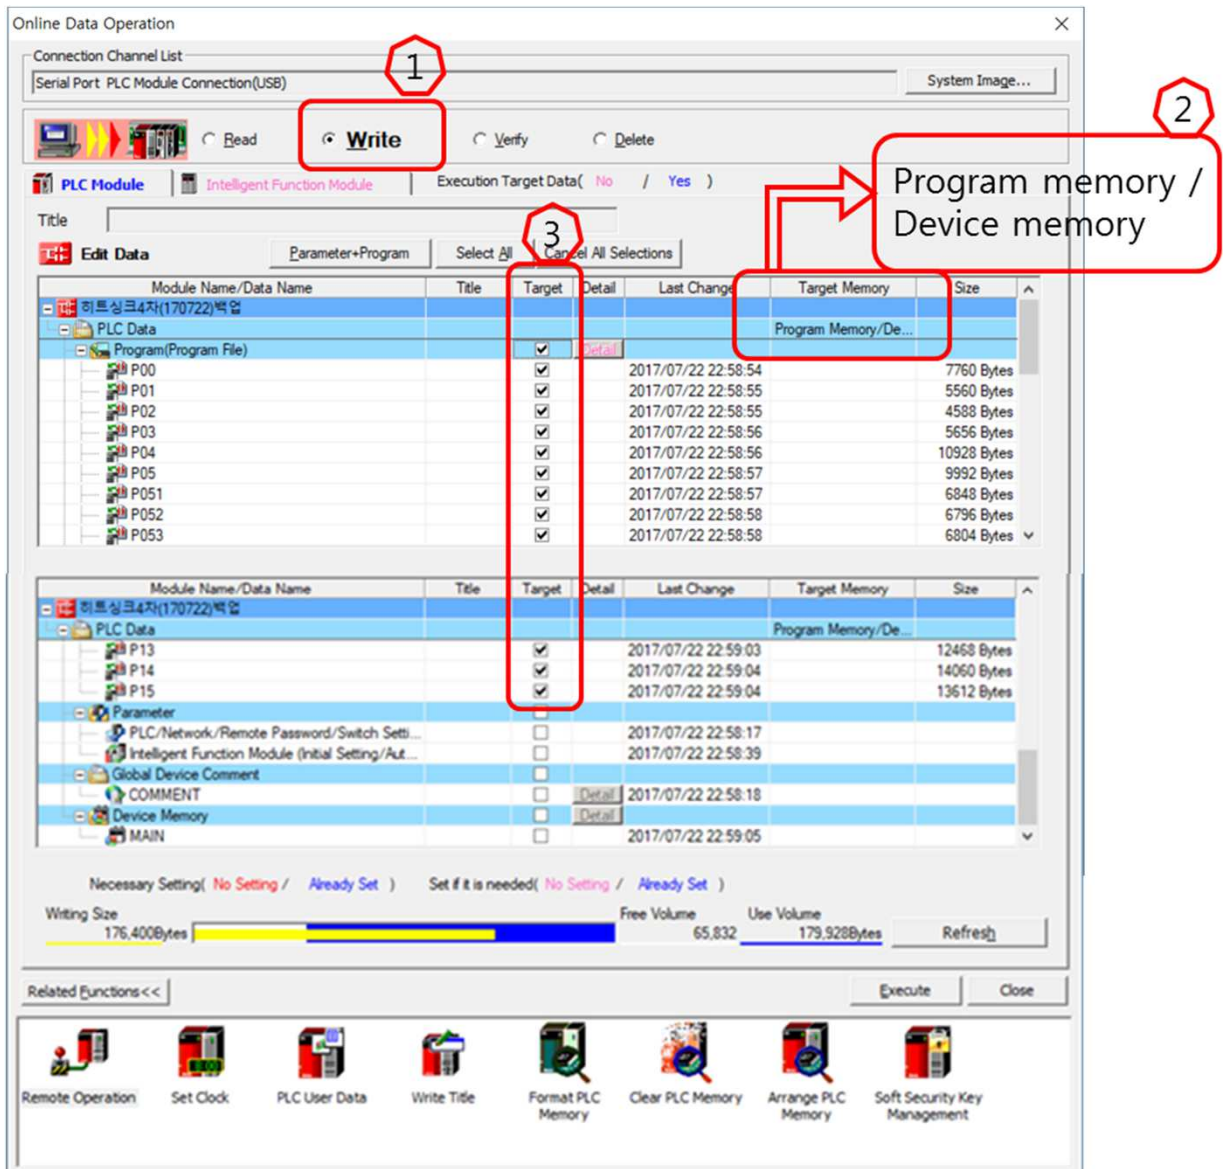 Online Data Operation
Connection Channel List
1
Serial Port PLC Module Connection(USB)
System Image...
2
Read
Write
Verify
Delete
PLC Module
Intelligent Function Module
Execution Target Data( No / Yes )
Program memory /
Device memory
Title
3
Edit Data
Parameter+Program
Select All
Cancel All Selections
Module Name/Data Name Title Target Detail Last Change Target Memory Size
히트싱크4차(170722)백업
PLC Data Program Memory/De...
Program(Program File) Detail
P00 2017/07/22 22:58:54 7760 Bytes
P01 2017/07/22 22:58:55 5560 Bytes
P02 2017/07/22 22:58:55 4588 Bytes
P03 2017/07/22 22:58:56 5656 Bytes
P04 2017/07/22 22:58:56 10928 Bytes
P05 2017/07/22 22:58:57 9992 Bytes
P051 2017/07/22 22:58:57 6848 Bytes
P052 2017/07/22 22:58:58 6796 Bytes
P053 2017/07/22 22:58:58 6804 Bytes
Module Name/Data Name Title Target Detail Last Change Target Memory Size
히트싱크4차(170722)백업
PLC Data Program Memory/De...
P13 2017/07/22 22:59:03 12468 Bytes
P14 2017/07/22 22:59:04 14060 Bytes
P15 2017/07/22 22:59:04 13612 Bytes
Parameter
PLC/Network/Remote Password/Switch Setti... 2017/07/22 22:58:17
Intelligent Function Module (Initial Setting/Aut... 2017/07/22 22:58:39
Global Device Comment
COMMENT Detail 2017/07/22 22:58:18
Device Memory Detail
MAIN 2017/07/22 22:59:05
Necessary Setting( No Setting / Already Set ) Set if it is needed( No Setting / Already Set )
Writing Size Free Volume Use Volume
176,400Bytes 65,832 179,928Bytes Refresh
Related Functions<< Execute Close
Remote Operation
Set Clock
PLC User Data
Write Title
Format PLC
Memory
Clear PLC Memory
Arrange PLC
Memory
Soft Security Key
Management